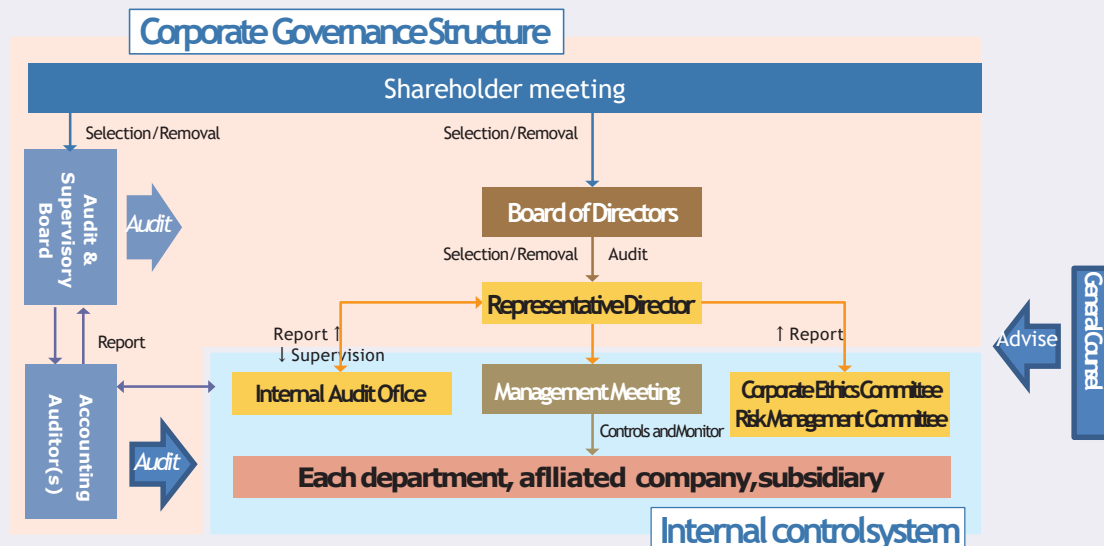 Corporate Governance Structure
Shareholder meeting
Selection/Removal
Selection/Removal
Audit &
Supervisory
Board
Audit
Board of Directors
Selection/Removal
Audit
Representative Director
Report
Report ↑
↓ Supervision
↑ Report
General Counsel
Advise
Internal Audit Oflce
Management Meeting
Corporate Ethics Committee
Risk Management Committee
Accounting
Auditor(s)
Audit
Controls and Monitor
Each department, aflliated company, subsidiary
Internal control system